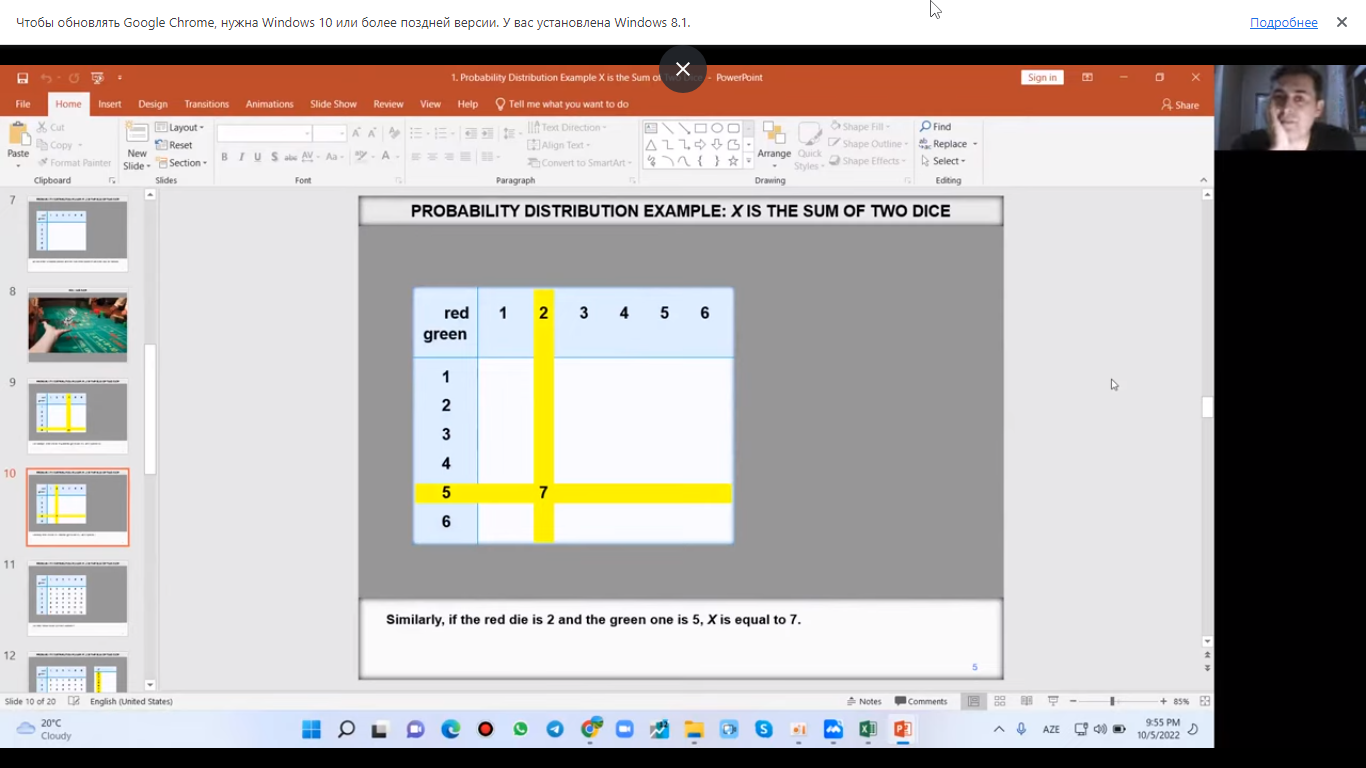 Чтобы обновлять Google Chrome, нужна Windows 10 или более поздней версии. У вас установлена Windows 8.1.
Подробнее
1. Probability Distribution Example X is the Sum of Two Dice - PowerPoint
Sign in
File Home Insert Design Transitions Animations Slide Show Review View Help Tell me what you want to do
Share
Paste
Cut
Copy
Format Painter
Clipboard
New
Slide
Layout
Reset
Section
Slides
B I U S abc AV Aa A
Font
Paragraph
Text Direction
Align Text
Convert to SmartArt
Arrange
Quick
Styles
Shape Fill
Shape Outline
Shape Effects
Drawing
Find
Replace
Select
Editing
7
8
9
10
11
12
PROBABILITY DISTRIBUTION EXAMPLE: X IS THE SUM OF TWO DICE
red 1 2 3 4 5 6
green
1
2
3
4
5 7
6
Similarly, if the red die is 2 and the green one is 5, X is equal to 7.
5
Slide 10 of 20 English (United States)
Notes Comments 85%
20°C
Cloudy
AZE
9:55 PM
10/5/2022